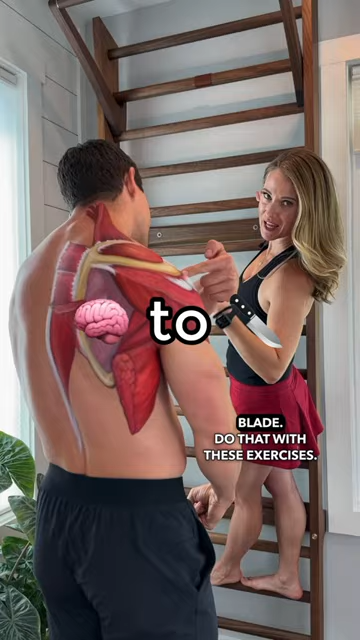 to
BLADE.
DO THAT WITH
THESE EXERCISES.